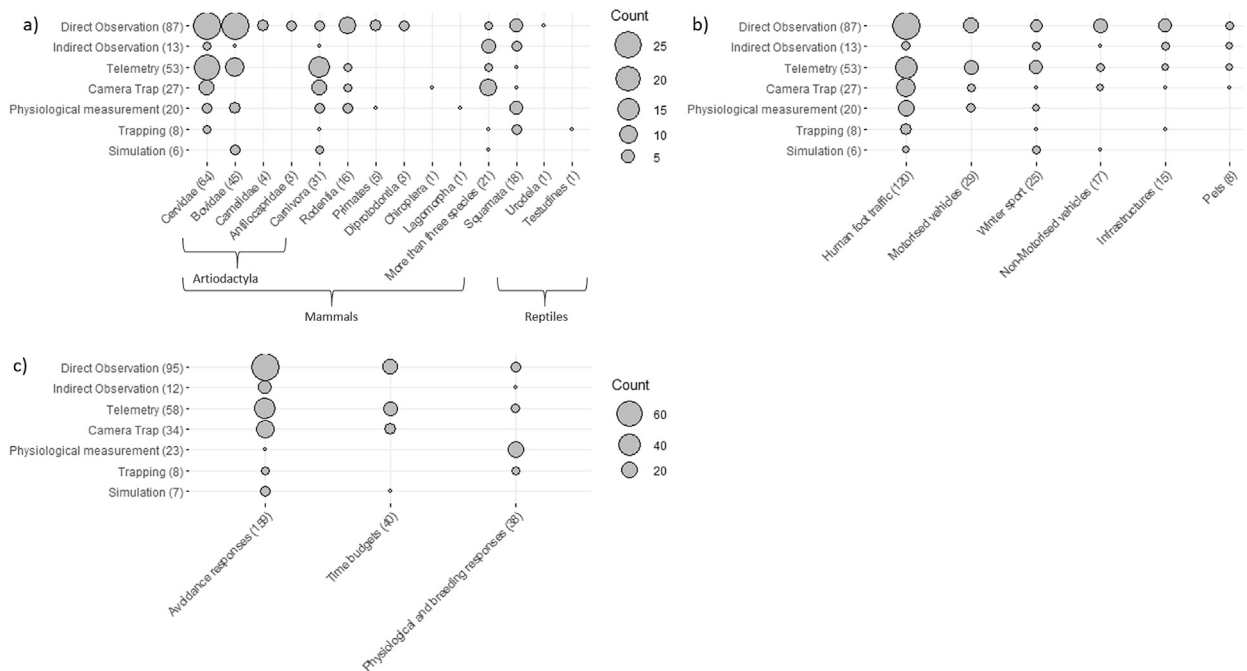 a)
Direct Observation (87)
Indirect Observation (13)
Telemetry (53)
Camera Trap (27)
Physiological measurement (20)
Trapping (8)
Simulation (6)
Cervidae (64)
Bovidae (45)
Camelidae (4)
Antilocapridae (3)
Carnivora (31)
Rodentia (16)
Primates (5)
Diprotodontia (3)
Chiroptera (1)
Lagomorpha (1)
More than three species (21)
Squamata (18)
Urodela (1)
Testudines (1)
Artiodactyla
Mammals
Reptiles
Count
25
20
15
10
5
b)
Direct Observation (87)
Indirect Observation (13)
Telemetry (53)
Camera Trap (27)
Physiological measurement (20)
Trapping (8)
Simulation (6)
Human foot traffic (120)
Motorised vehicles (29)
Winter sport (25)
Non-Motorised vehicles (17)
Infrastructures (15)
Pets (8)
c)
Direct Observation (95)
Indirect Observation (12)
Telemetry (58)
Camera Trap (34)
Physiological measurement (23)
Trapping (8)
Simulation (7)
Avoidance responses (159)
Time budgets (40)
Physiological and breeding responses (38)
Count
60
40
20